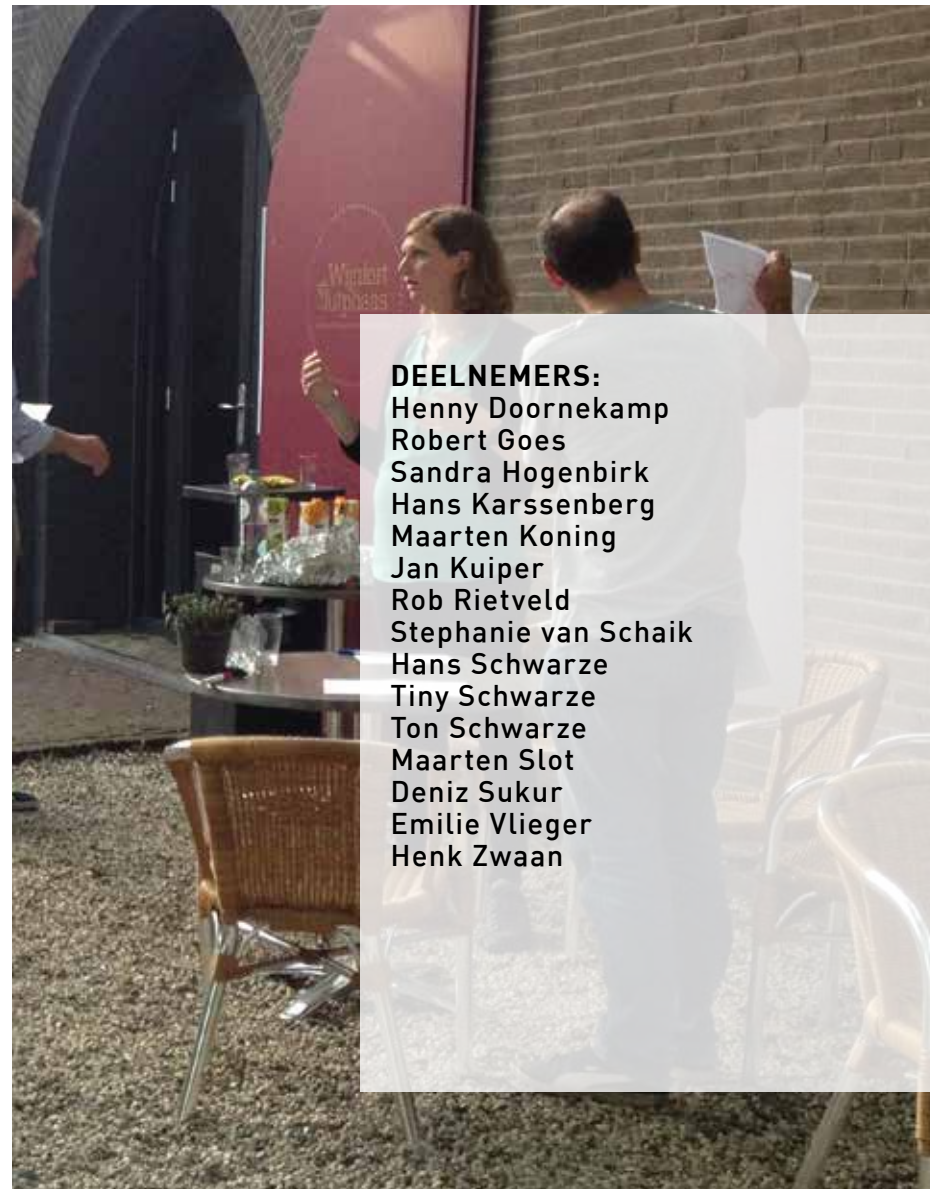 Wijnfort
DEELNEMERS:
Henny Doornekamp
Robert Goes
Sandra Hogenbirk
Hans Karssenberg
Maarten Koning
Jan Kuiper
Rob Rietveld
Stephanie van Schaik
Hans Schwarze
Tiny Schwarze
Ton Schwarze
Maarten Slot
Deniz Sukur
Emilie Vlieger
Henk Zwaan